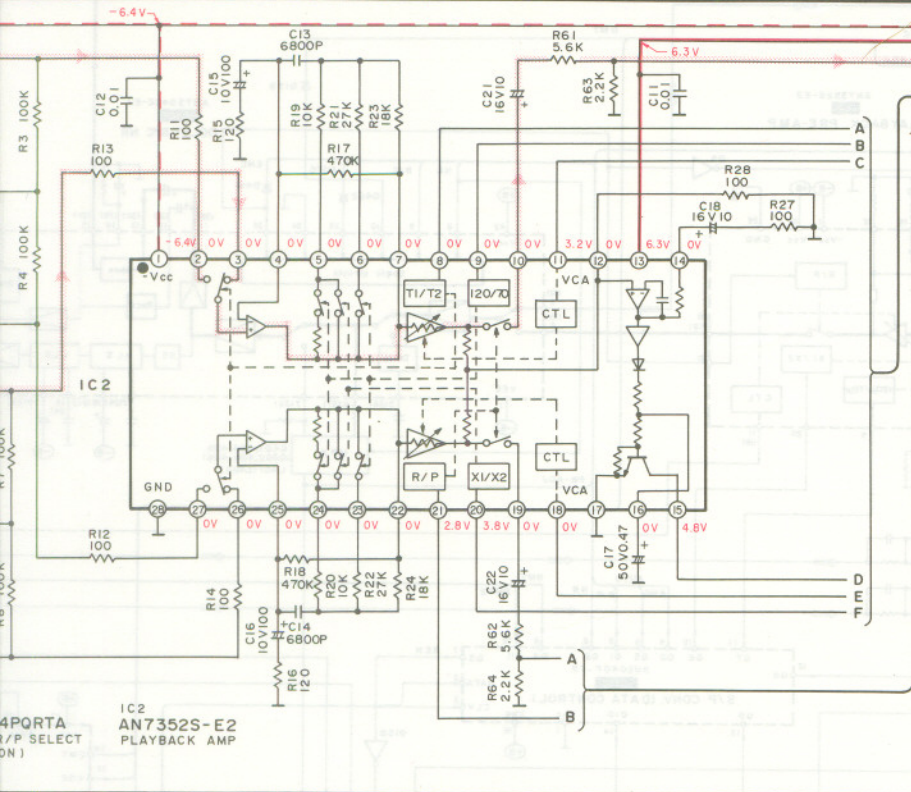 -6.4V
C13
6800P
R61
5.6K
6.3V
R3 100K
C12
0.01
R11
100
C15
10V100
R15
120
R19
10K
R21
27K
R23
18K
C21
16V10
R63
2.2K
C11
0.01
A
B
C
R13
100
R17
470K
R28
100
C18
16V10
R27
100
+
R4 100K
-6.4V 0V 0V 0V 0V 0V 0V 0V 0V 0V 3.2V 0V 6.3V 0V
1 2 3 4 5 6 7 8 9 10 11 12 13 14
-Vcc
VCA
T1/T2
120/70
CTL
IC2
R/P
X1/X2
CTL
GND
VCA
28 27 26 25 24 23 22 21 20 19 18 17 16 15
0V 0V 0V 0V 0V 0V 2.8V 3.8V 0V 0V 0V 4.8V
R12
100
R14
100
R18
470K
R20
10K
R22
27K
R24
18K
C22
16V10
C17
50V0.47
D
E
F
C16
10V100
C14
6800P
R16
120
R62
5.6K
R64
2.2K
A
B
IC2
AN7352S-E2
PLAYBACK AMP
4PQRTA
R/P SELECT
ON)